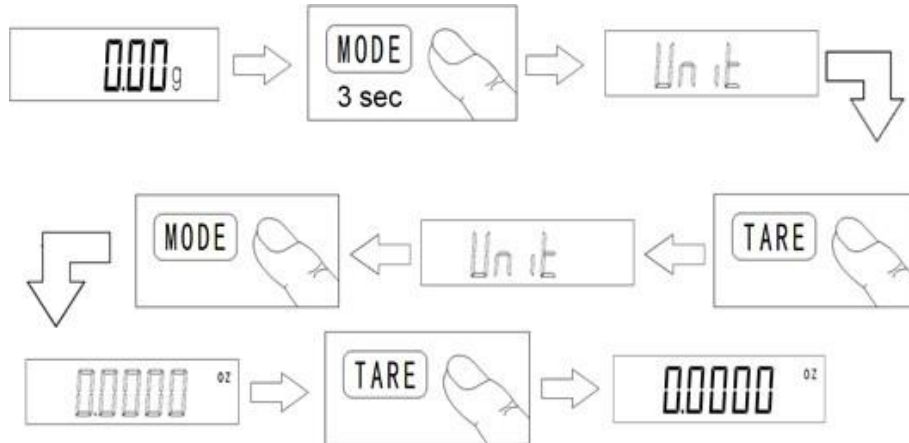 0.00g
MODE
3 sec
Unit
TARE
Unit
MODE
0.0000 oz
TARE
0.0000 oz